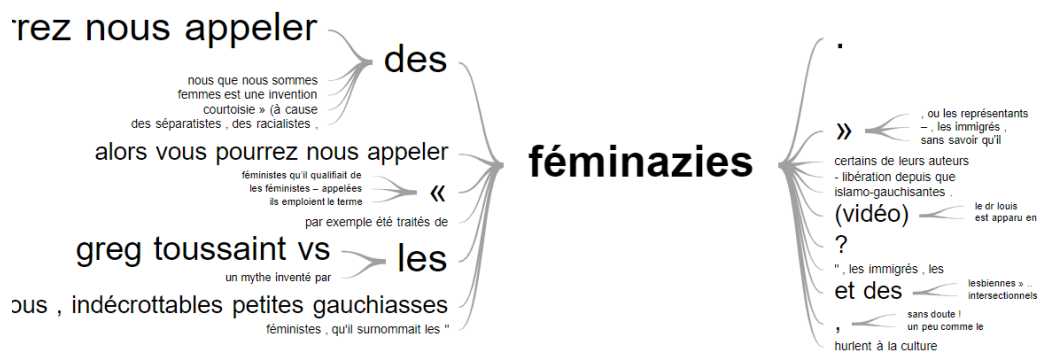 rrez nous appeler
des
nous que nous sommes
femmes est une invention
courtoisie » (à cause
des séparatistes , des racialistes ,
alors vous pourrez nous appeler
féministes qu'il qualifiait de
les féministes – appelées
ils emploient le terme
«
par exemple été traités de
greg toussaint vs
un mythe inventé par
les
ous , indécrottables petites gauchiasses
féministes , qu'il surnommait les "
féminazies
.
»
, ou les représentants
– , les immigrés ,
sans savoir qu'il
certains de leurs auteurs
- libération depuis que
islamo-gauchisantes .
(vidéo)
le dr louis
est apparu en
?
" , les immigrés , les
et des
lesbiennes » ..
intersectionnels
,
sans doute !
un peu comme le
hurlent à la culture